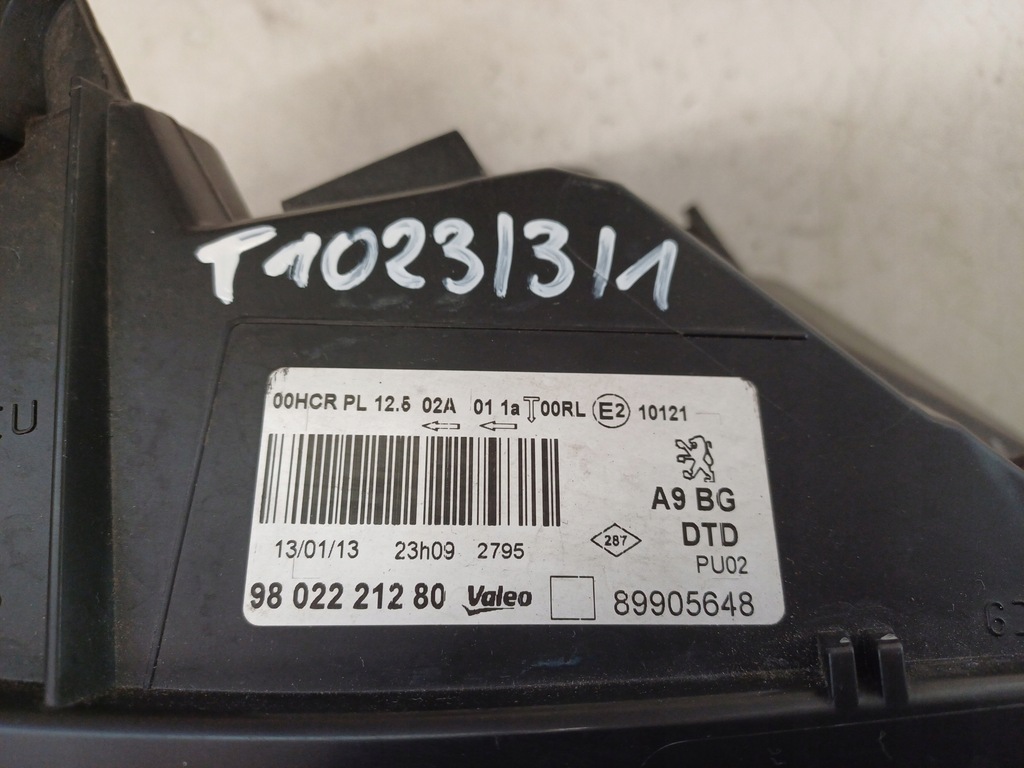 T1023/3/1
00HCR PL 12.5 02A 01 1a T 00RL E2 10121
A9 BG
287
DTD
13/01/13 23h09 2795
PU02
98 022 212 80 Valeo 89905648